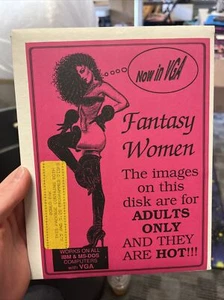 Now in VGA
Fantasy
Women
The images
on this
disk are for
ADULTS
ONLY
AND THEY
ARE HOT!!!
WORKS ON ALL
IBM & MS-DOS
COMPUTERS
with VGA